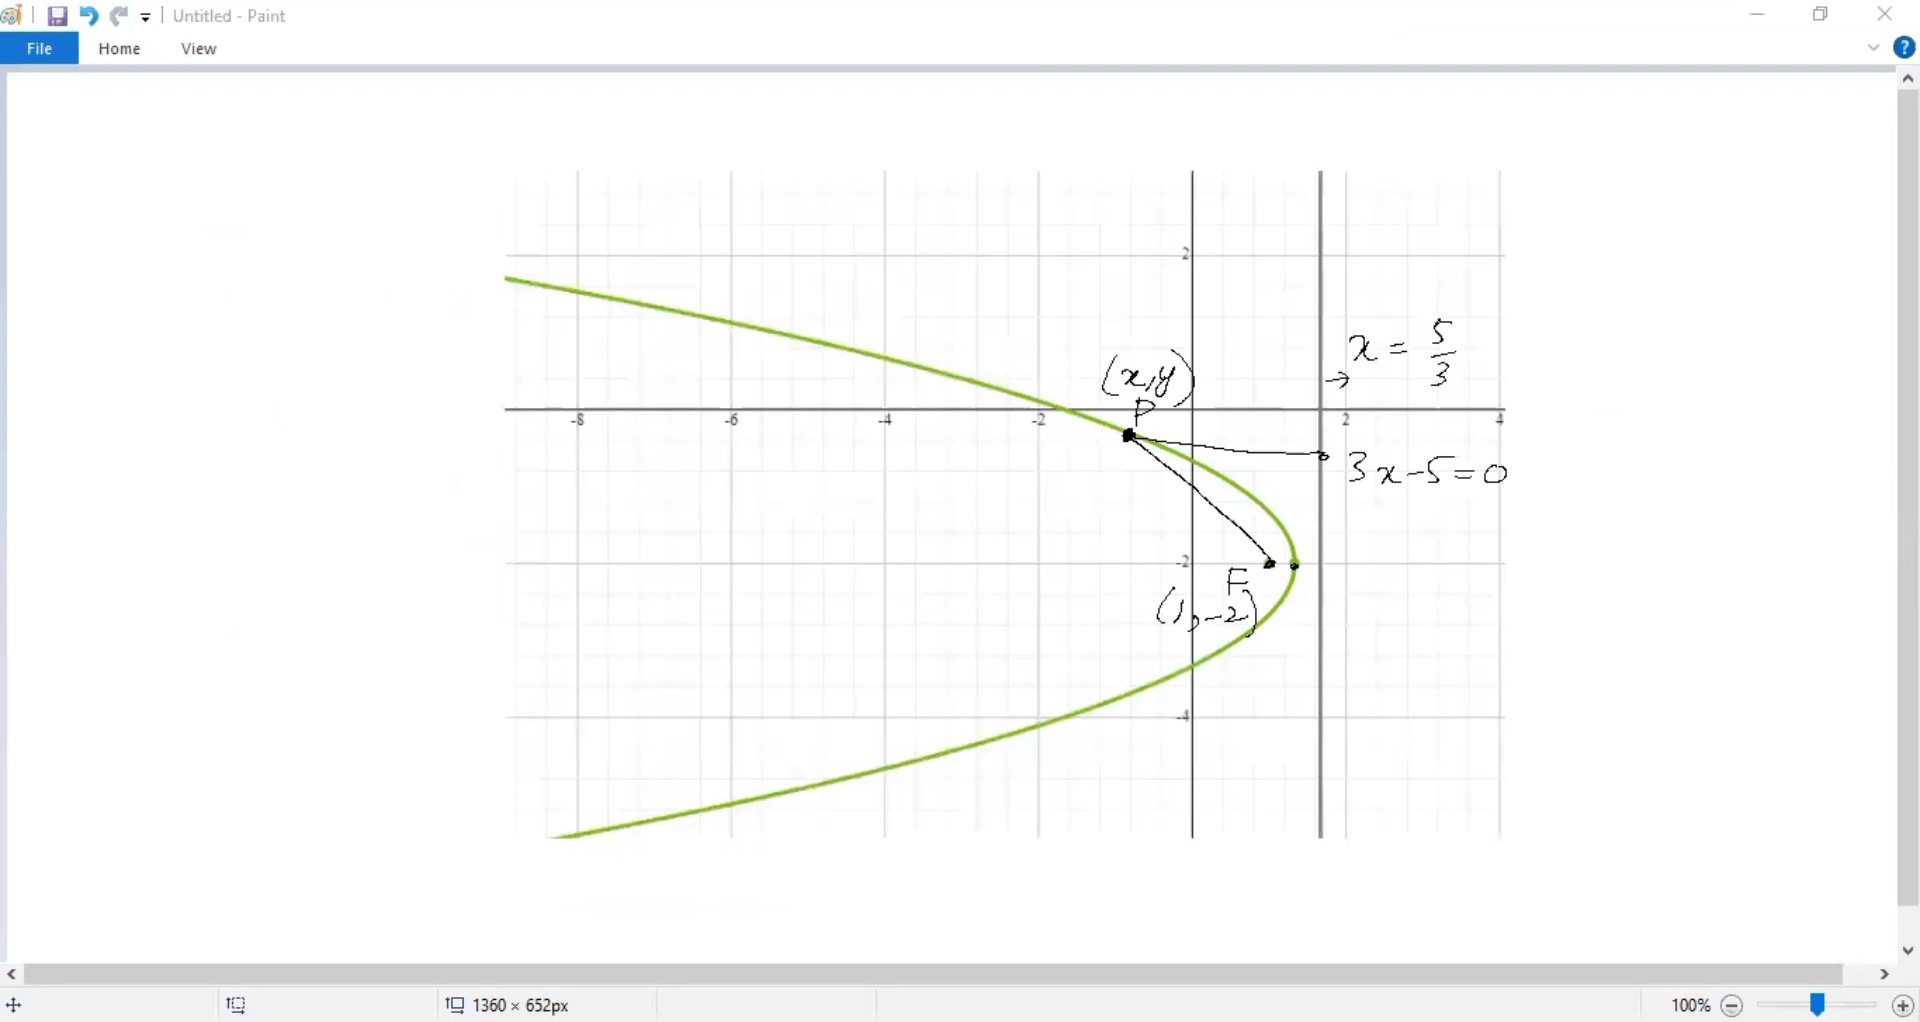 Untitled - Paint
File Home View
2
x = 5/3
(x,y)
→
P
-8 -6 -4 -2 2 4
3x-5=0
-2
F
(1,-2)
-4
1360 × 652px
100%